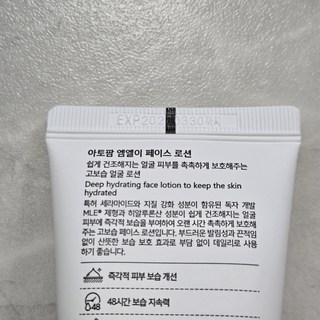 아토팜 엠엘이 페이스 로션
쉽게 건조해지는 얼굴 피부를 촉촉하게 보호해주는
고보습 얼굴 로션
Deep hydrating face lotion to keep the skin
hydrated
특허 세라마이드와 지질 강화 성분이 함유된 독자 개발
MLE® 제형과 히알루론산 성분이 쉽게 건조해지는 얼굴
피부에 즉각적 보습을 부여하여 오랜 시간 촉촉하게 보호해
주는 고보습 페이스 로션입니다. 부드러운 발림성과 끈적임
없이 산뜻한 보습 보호 효과로 부담 없이 데일리로 사용
하기 좋습니다.
즉각적 피부 보습 개선
48시간 보습 지속력